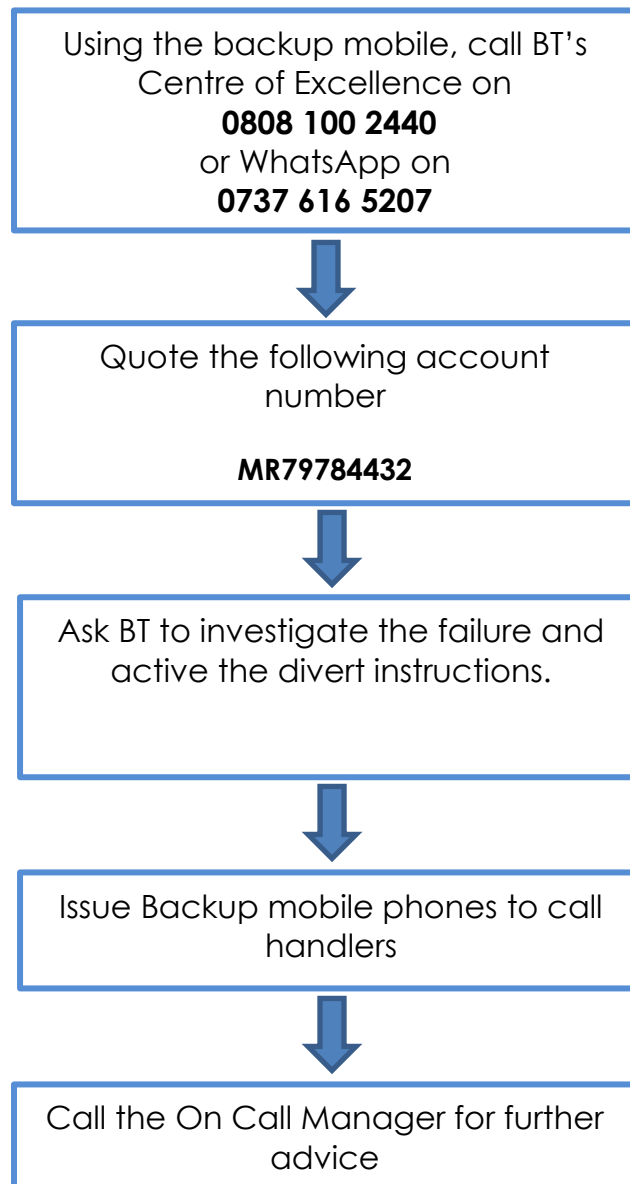 Using the backup mobile, call BT’s
Centre of Excellence on
0808 100 2440
or WhatsApp on
0737 616 5207
Quote the following account
number
MR79784432
Ask BT to investigate the failure and
active the divert instructions.
Issue Backup mobile phones to call
handlers
Call the On Call Manager for further
advice